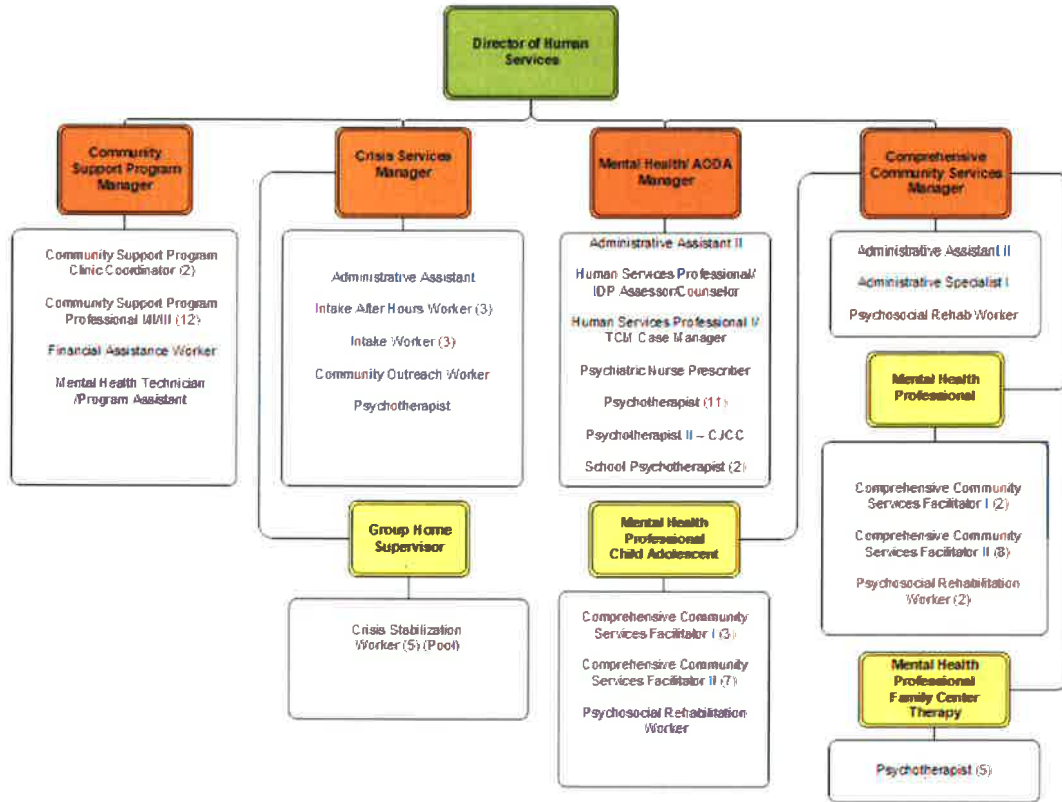 Director of Human
Services
Community
Support Program
Manager
Crisis Services
Manager
Mental Health/ AODA
Manager
Comprehensive
Community Services
Manager
Community Support Program
Clinic Coordinator (2)
Community Support Program
Professional I/II/III (12)
Financial Assistance Worker
Mental Health Technician
/Program Assistant
Administrative Assistant
Intake After Hours Worker (3)
Intake Worker (3)
Community Outreach Worker
Psychotherapist
Administrative Assistant II
Human Services Professional/
IDP Assessor/Counselor
Human Services Professional I/
TCM Case Manager
Psychiatric Nurse Prescriber
Psychotherapist (11)
Psychotherapist II – CJCC
School Psychotherapist (2)
Administrative Assistant II
Administrative Specialist I
Psychosocial Rehab Worker
Mental Health
Professional
Comprehensive Community
Services Facilitator I (2)
Comprehensive Community
Services Facilitator II (8)
Psychosocial Rehabilitation
Worker (2)
Group Home
Supervisor
Crisis Stabilization
Worker (5) (Pool)
Mental Health
Professional
Child Adolescent
Comprehensive Community
Services Facilitator I (3)
Comprehensive Community
Services Facilitator II (7)
Psychosocial Rehabilitation
Worker
Mental Health
Professional
Family Center
Therapy
Psychotherapist (5)